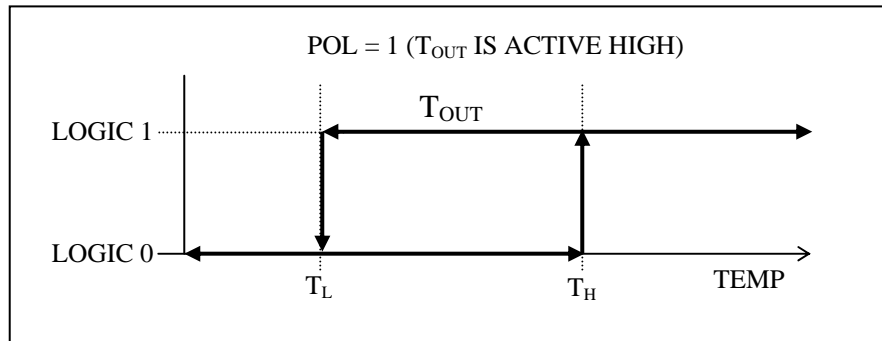 POL = 1 (TOUT IS ACTIVE HIGH)
TOUT
LOGIC 1
LOGIC 0
TL
TH
TEMP